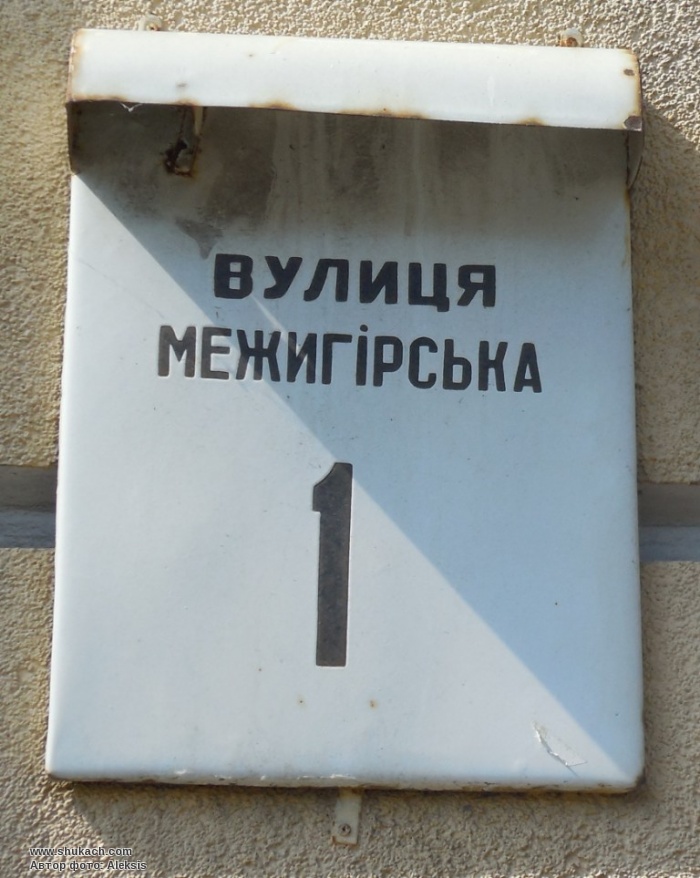 ВУЛИЦЯ
МЕЖИГіРСЬКА
1
www.shukach.com
Автор фото: Aleksis